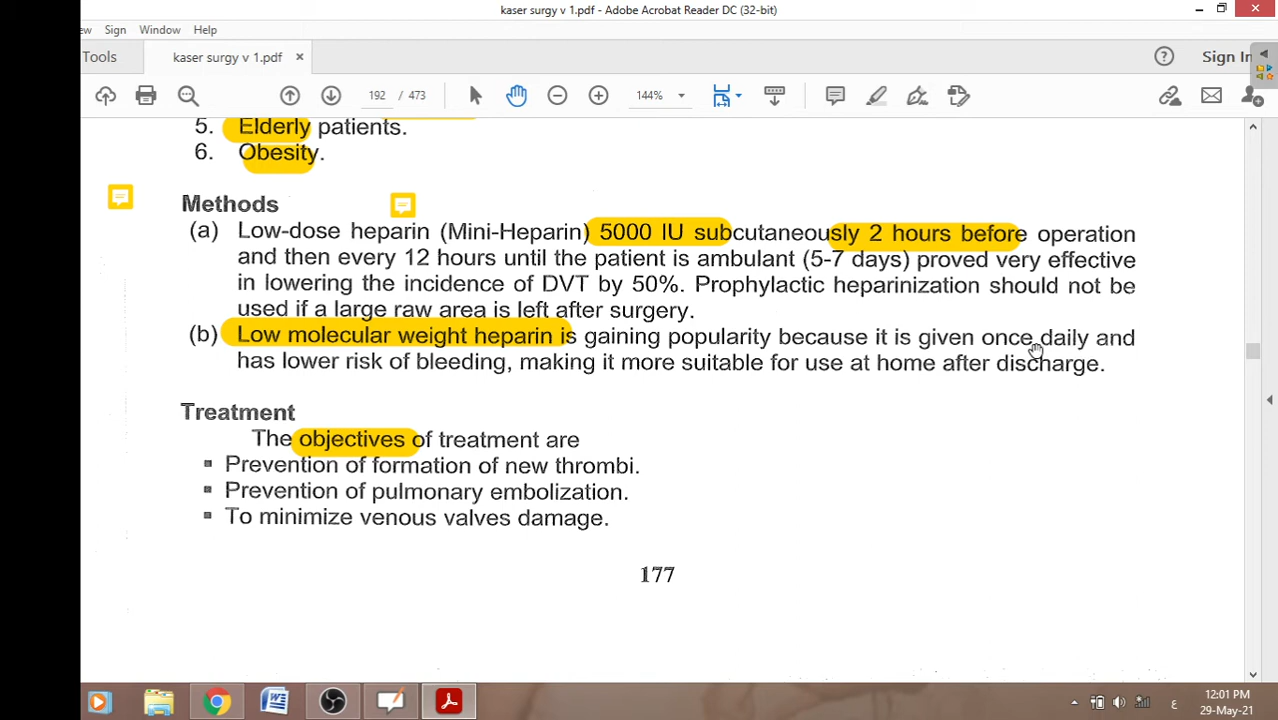 kaser surgy v 1.pdf - Adobe Acrobat Reader DC (32-bit)
Sign Window Help
Tools kaser surgy v 1.pdf × Sign In
192 / 473 144%
5. Elderly patients.
6. Obesity.
Methods
(a) Low-dose heparin (Mini-Heparin) 5000 IU subcutaneously 2 hours before operation
and then every 12 hours until the patient is ambulant (5-7 days) proved very effective
in lowering the incidence of DVT by 50%. Prophylactic heparinization should not be
used if a large raw area is left after surgery.
(b) Low molecular weight heparin is gaining popularity because it is given once daily and
has lower risk of bleeding, making it more suitable for use at home after discharge.
Treatment
The objectives of treatment are
▪ Prevention of formation of new thrombi.
▪ Prevention of pulmonary embolization.
▪ To minimize venous valves damage.
177
12:01 PM
ع
29-May-21